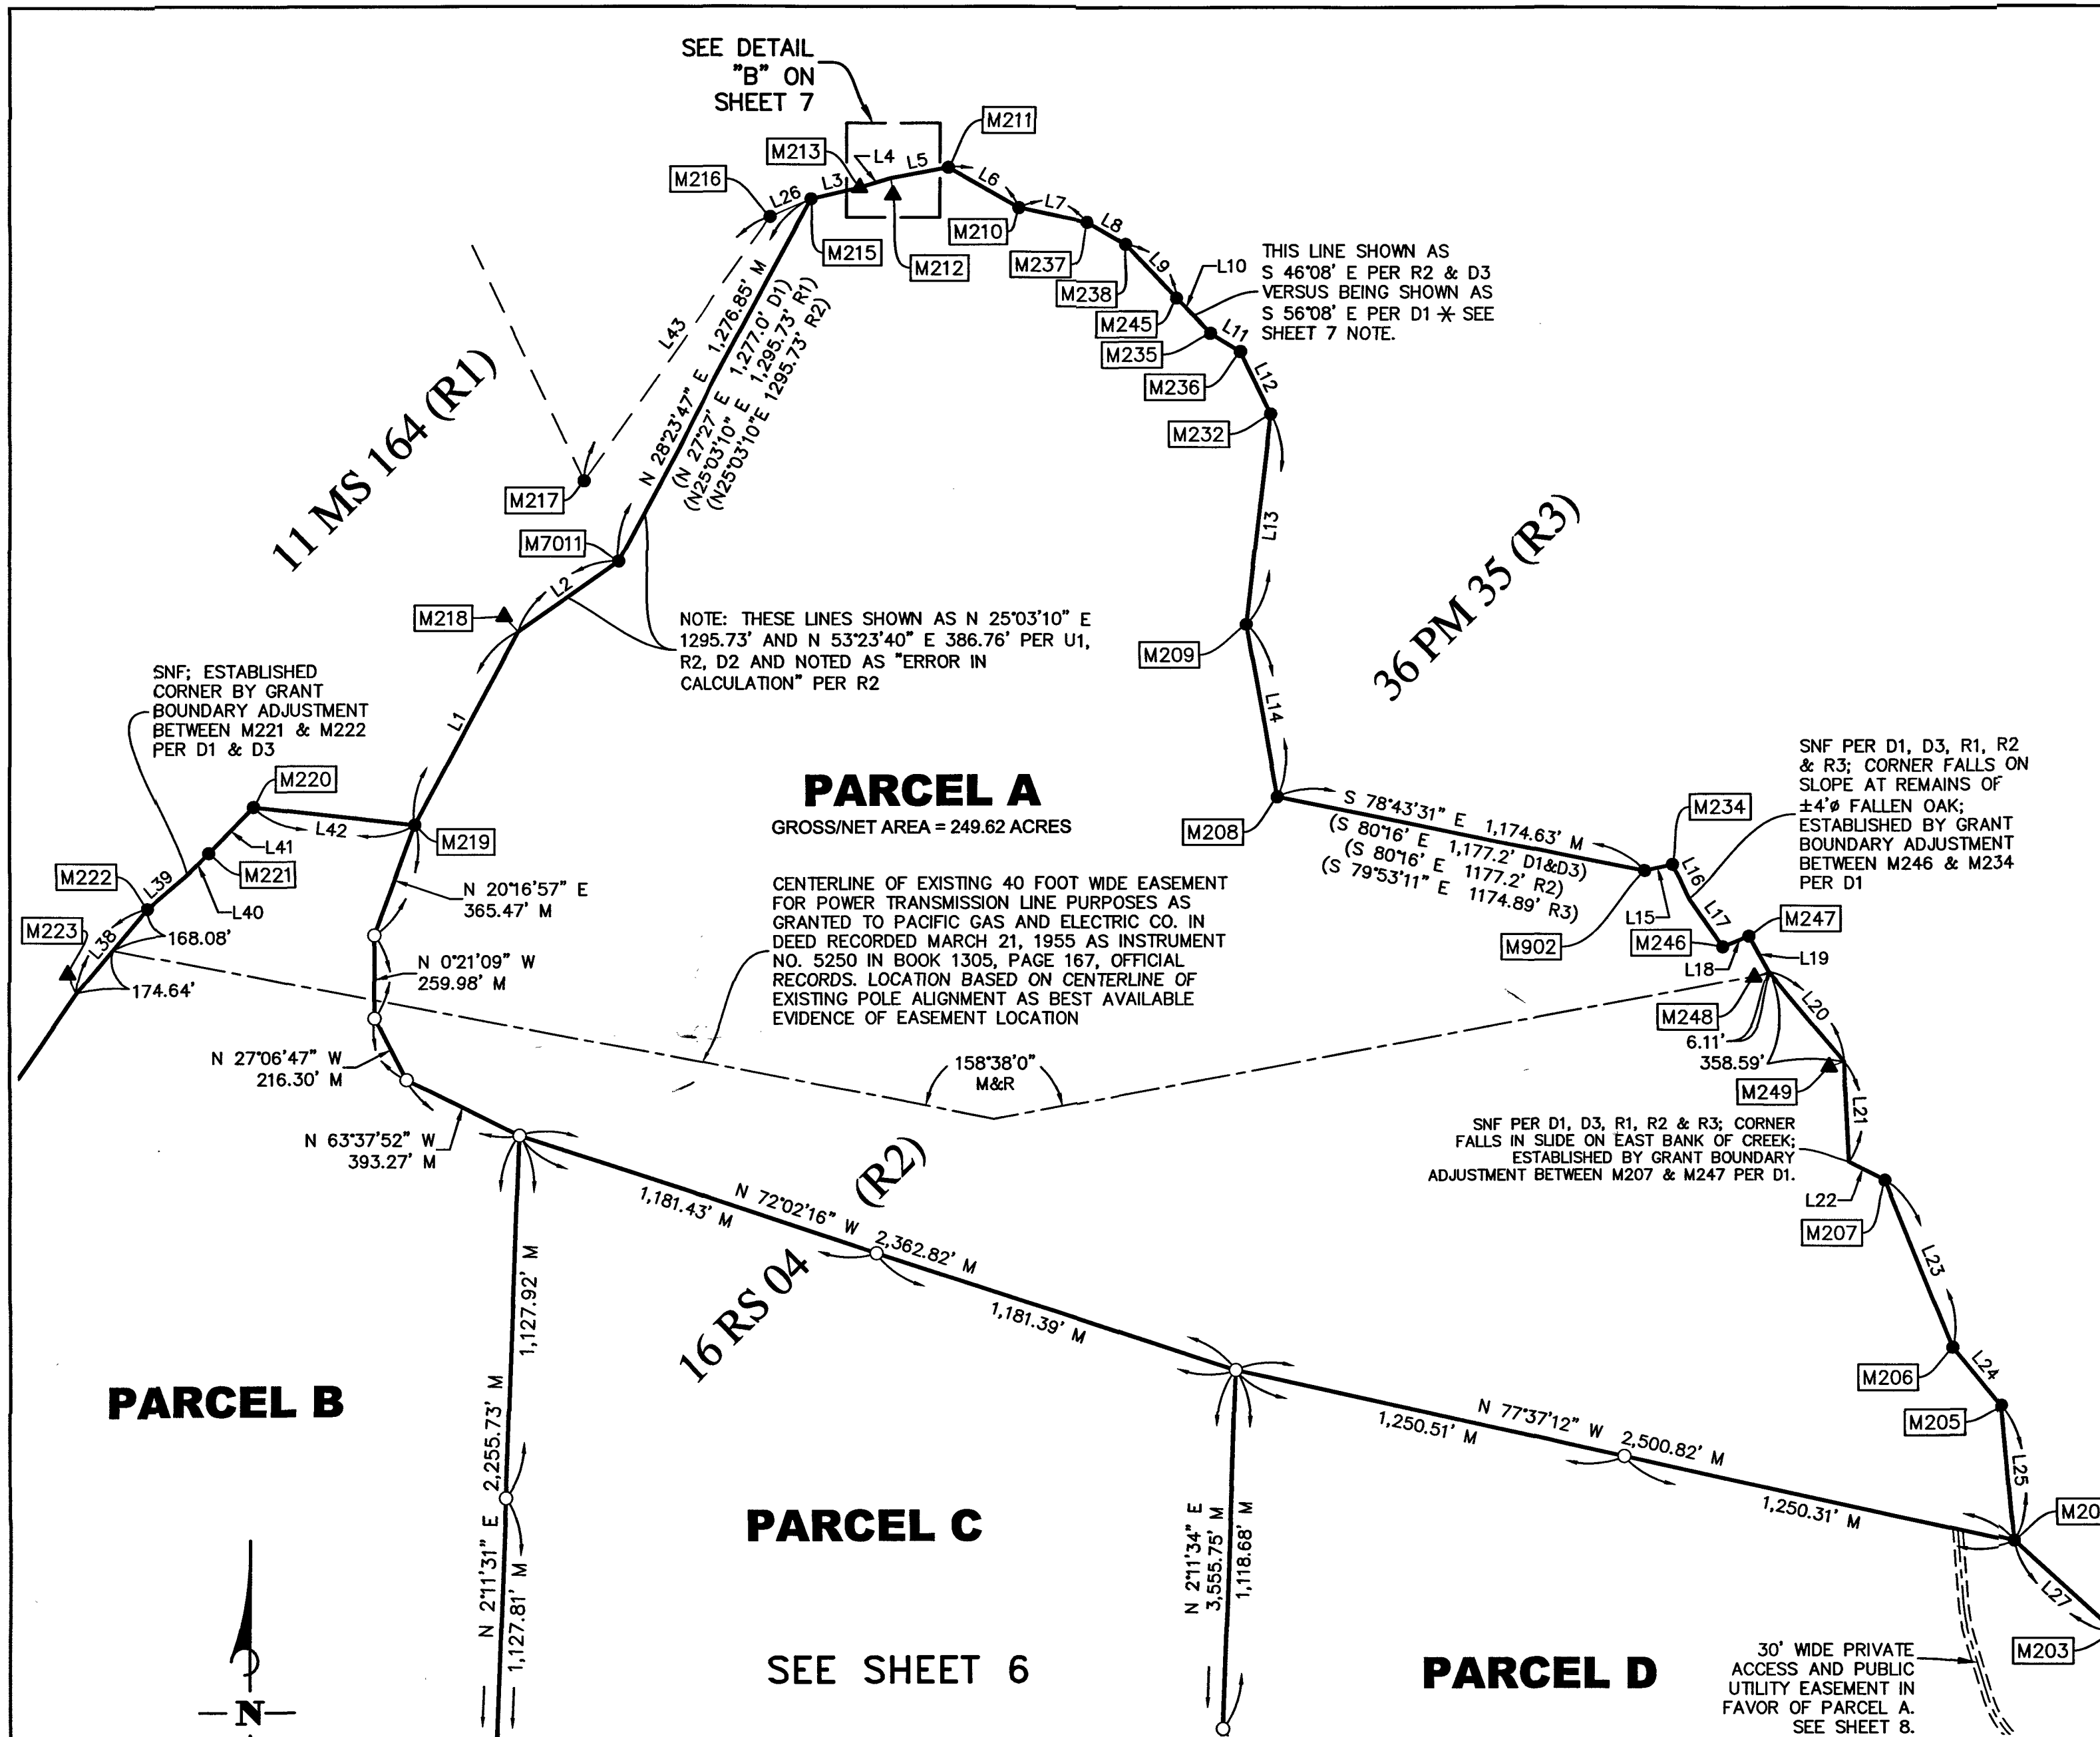 SEE DETAIL
"B" ON
SHEET 7
M211
M213
L4
L5
M216
L26
L3
L6
L7
L8
M210
M215
M237
M212
M238
L9
L10
THIS LINE SHOWN AS
S 46°08' E PER R2 & D3
VERSUS BEING SHOWN AS
S 56°08' E PER D1 * SEE
SHEET 7 NOTE.
M245
L11
M235
M236
L12
M232
L43
N 28°23'47" E 1,276.85' M
(N 27°27' E 1,277.0' D1)
(N25°03'10" E 1,295.73' R1)
(N25°03'10"E 1295.73' R2)
11 MS 164 (R1)
M217
M7011
L2
L13
36 PM 35 (R3)
M218
NOTE: THESE LINES SHOWN AS N 25°03'10" E
1295.73' AND N 53°23'40" E 386.76' PER U1,
R2, D2 AND NOTED AS "ERROR IN
CALCULATION" PER R2
M209
SNF; ESTABLISHED
CORNER BY GRANT
BOUNDARY ADJUSTMENT
BETWEEN M221 & M222
PER D1 & D3
L1
L14
M220
L42
M219
L41
M221
M222
L39
L40
M223
L38
168.08'
174.64'
PARCEL A
GROSS/NET AREA = 249.62 ACRES
M208
S 78°43'31" E 1,174.63' M
(S 80°16' E 1,177.2' D1&D3)
(S 80°16' E 1177.2' R2)
(S 79°53'11" E 1174.89' R3)
M234
SNF PER D1, D3, R1, R2
& R3; CORNER FALLS ON
SLOPE AT REMAINS OF
±4'ø FALLEN OAK;
ESTABLISHED BY GRANT
BOUNDARY ADJUSTMENT
BETWEEN M246 & M234
PER D1
L16
L15
L17
M247
M902
M246
L18
L19
N 20°16'57" E
365.47' M
CENTERLINE OF EXISTING 40 FOOT WIDE EASEMENT
FOR POWER TRANSMISSION LINE PURPOSES AS
GRANTED TO PACIFIC GAS AND ELECTRIC CO. IN
DEED RECORDED MARCH 21, 1955 AS INSTRUMENT
NO. 5250 IN BOOK 1305, PAGE 167, OFFICIAL
RECORDS. LOCATION BASED ON CENTERLINE OF
EXISTING POLE ALIGNMENT AS BEST AVAILABLE
EVIDENCE OF EASEMENT LOCATION
N 0°21'09" W
259.98' M
M248
L20
6.11'
358.59'
M249
N 27°06'47" W
216.30' M
158°38'0"
M&R
L21
N 63°37'52" W
393.27' M
SNF PER D1, D3, R1, R2 & R3; CORNER
FALLS IN SLIDE ON EAST BANK OF CREEK;
ESTABLISHED BY GRANT BOUNDARY
ADJUSTMENT BETWEEN M207 & M247 PER D1.
L22
M207
L23
N 72°02'16" W 2,362.82' M
1,181.43' M
1,181.39' M
16 RS 04 (R2)
1,127.92' M
N 2°11'31" E 2,255.73' M
1,127.81' M
M206
L24
M205
L25
N 77°37'12" W 2,500.82' M
1,250.51' M
1,250.31' M
M20
PARCEL B
PARCEL C
N 2°11'34" E
3,555.75' M
1,118.68' M
L27
M203
SEE SHEET 6
PARCEL D
30' WIDE PRIVATE
ACCESS AND PUBLIC
UTILITY EASEMENT IN
FAVOR OF PARCEL A.
SEE SHEET 8.
N